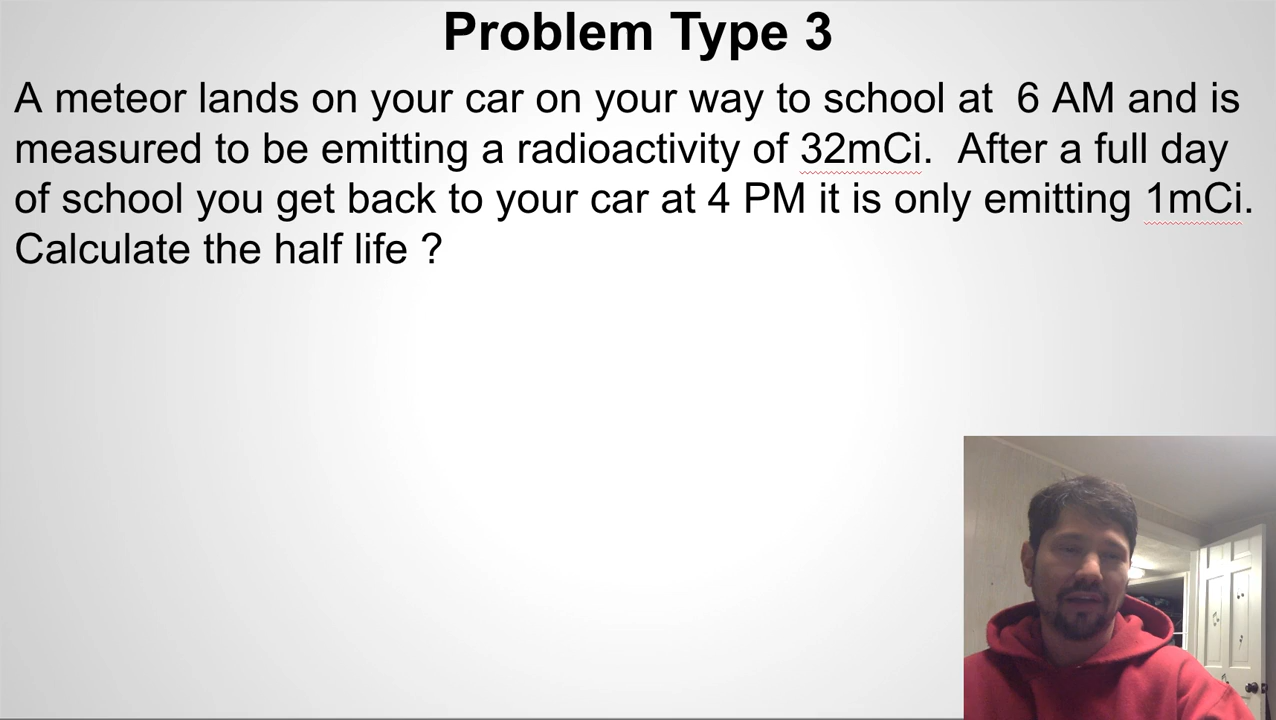 Problem Type 3
A meteor lands on your car on your way to school at  6 AM and is
measured to be emitting a radioactivity of 32mCi.  After a full day
of school you get back to your car at 4 PM it is only emitting 1mCi.
Calculate the half life ?